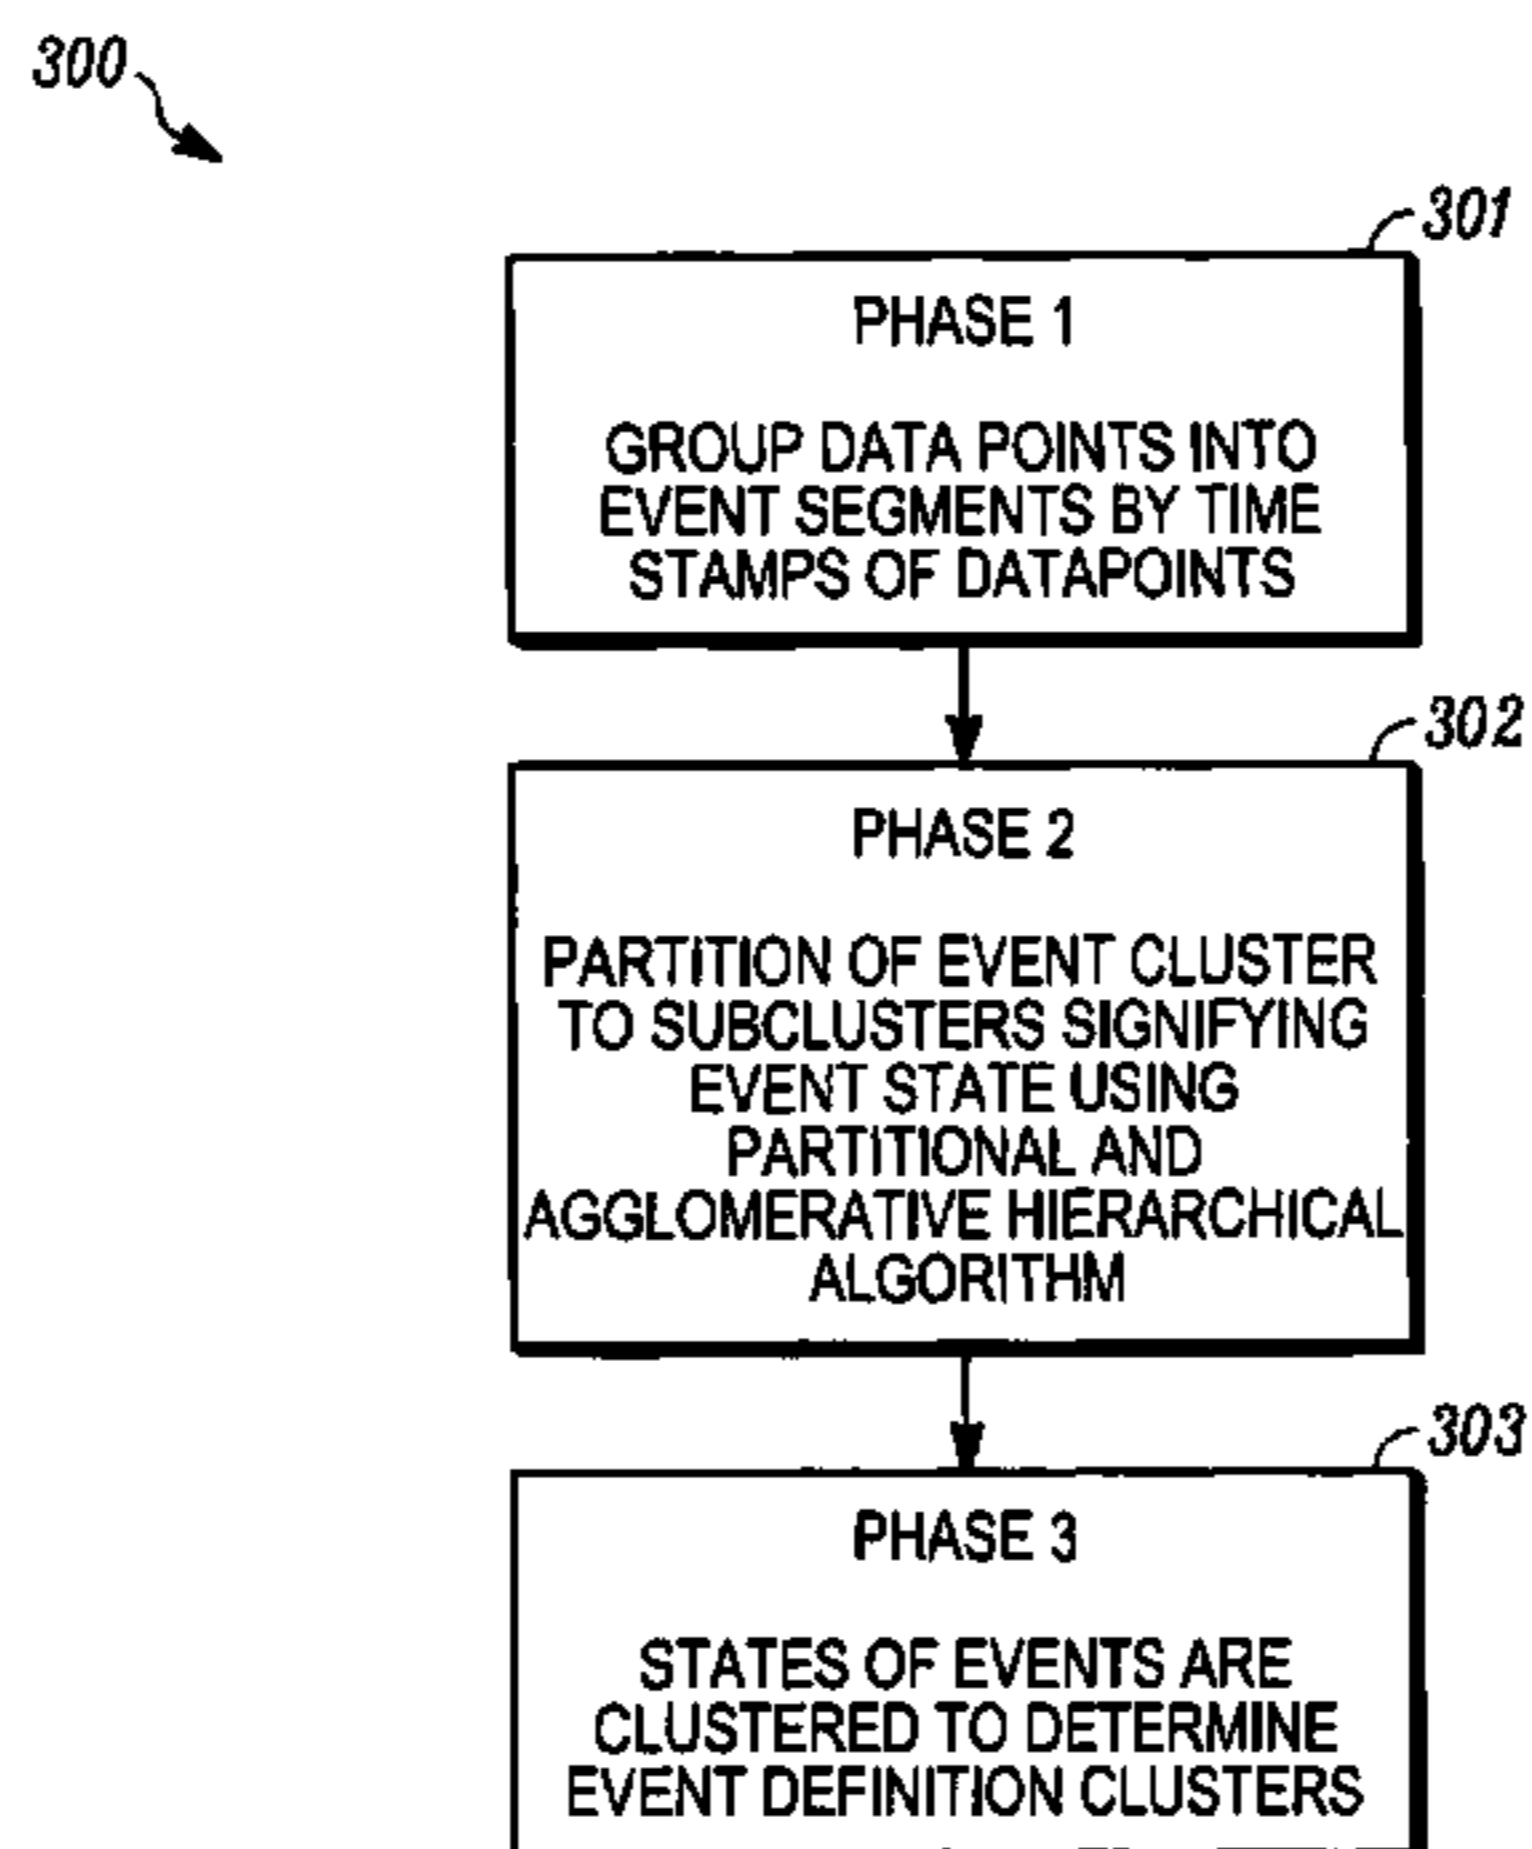 300
301
PHASE 1
GROUP DATA POINTS INTO
EVENT SEGMENTS BY TIME
STAMPS OF DATAPOINTS
302
PHASE 2
PARTITION OF EVENT CLUSTER
TO SUBCLUSTERS SIGNIFYING
EVENT STATE USING
PARTITIONAL AND
AGGLOMERATIVE HIERARCHICAL
ALGORITHM
303
PHASE 3
STATES OF EVENTS ARE
CLUSTERED TO DETERMINE
EVENT DEFINITION CLUSTERS